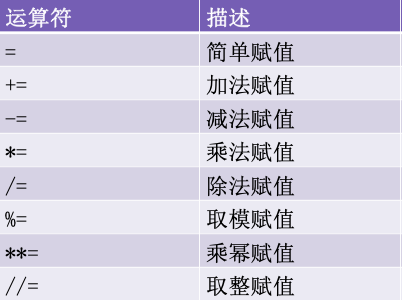 运算符 描述
= 简单赋值
+= 加法赋值
-= 减法赋值
*= 乘法赋值
/= 除法赋值
%= 取模赋值
**= 乘幂赋值
//= 取整赋值